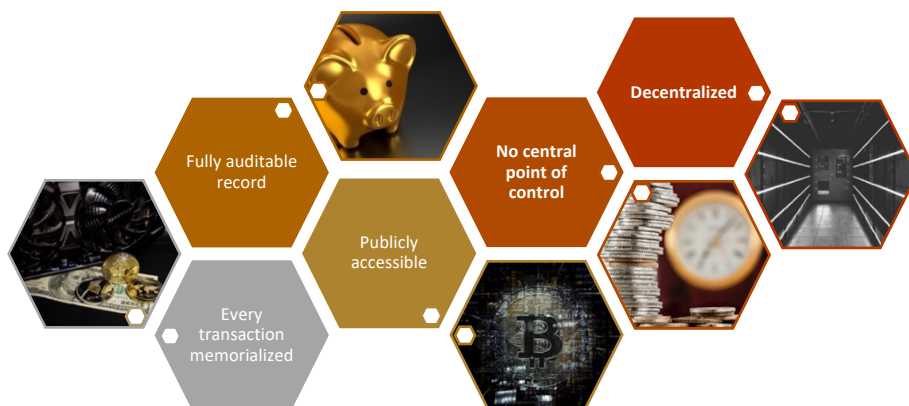 Decentralized
No central
point of
control
Fully auditable
record
Publicly
accessible
Every
transaction
memorialized